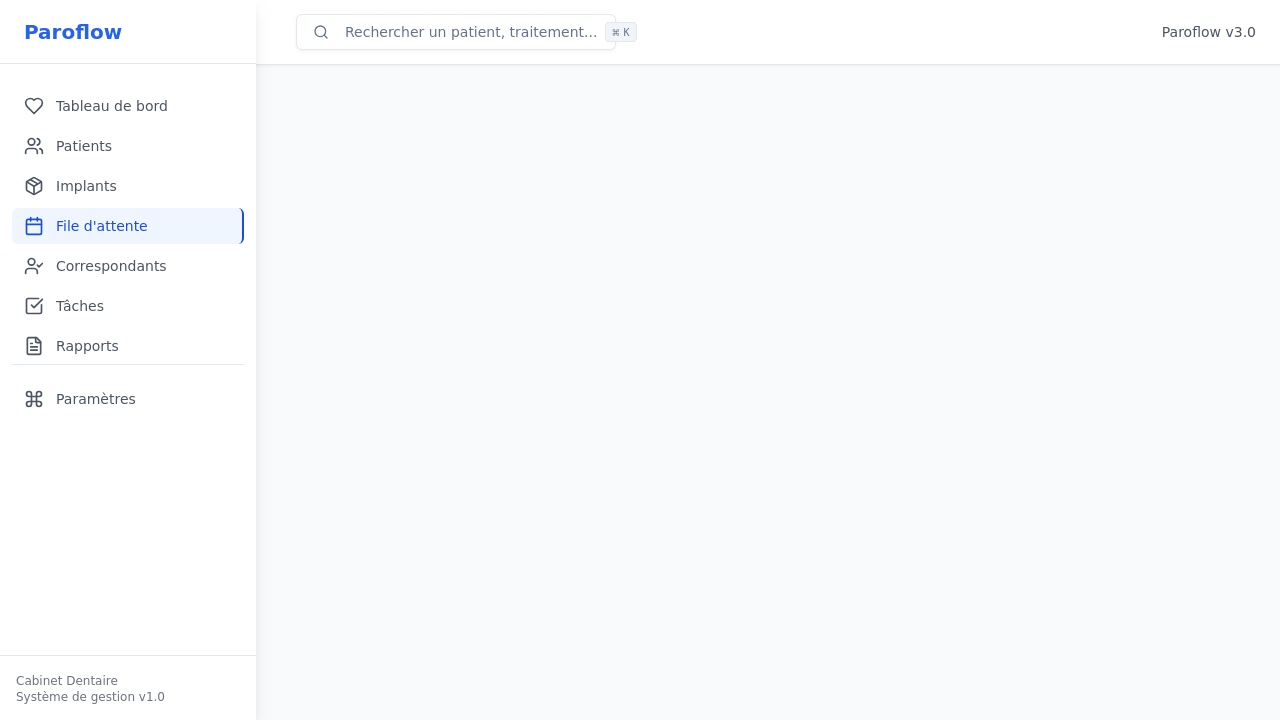 Paroflow
Rechercher un patient, traitement...
⌘ K
Paroflow v3.0
Tableau de bord
Patients
Implants
File d'attente
Correspondants
Tâches
Rapports
Paramètres
Cabinet Dentaire
Système de gestion v1.0